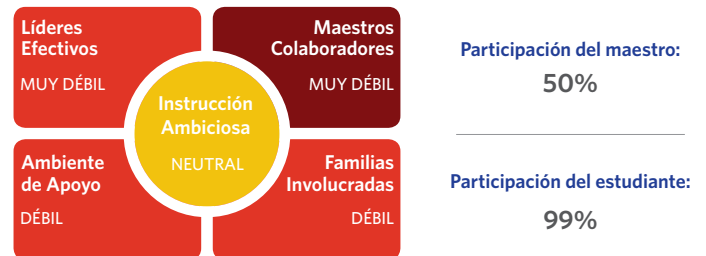 Líderes
Efectivos
MUY DÉBIL
Maestros
Colaboradores
MUY DÉBIL
Instrucción
Ambiciosa
NEUTRAL
Ambiente
de Apoyo
DÉBIL
Familias
Involucradas
DÉBIL
Participación del maestro:
50%
Participación del estudiante:
99%